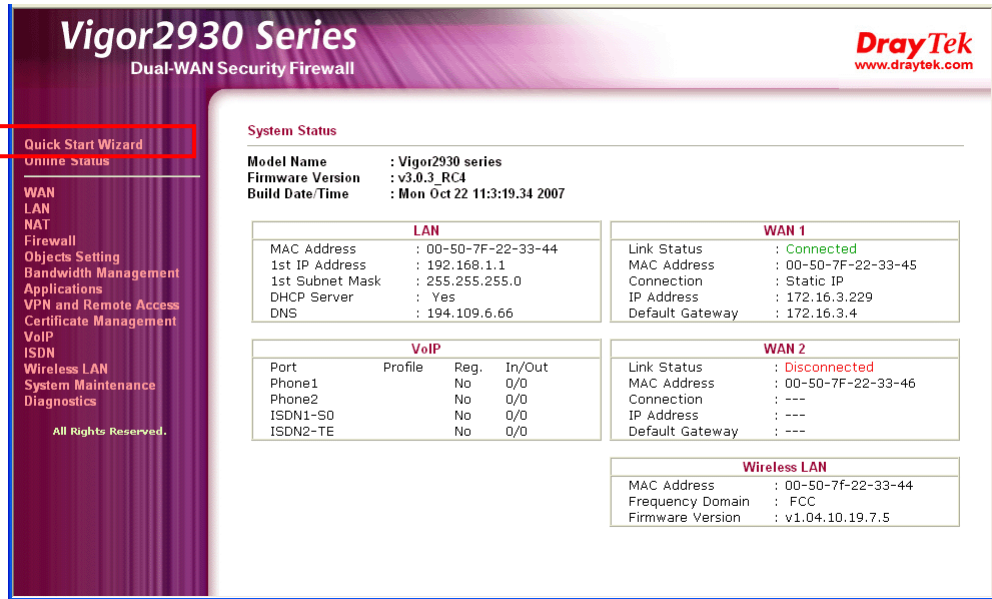 Vigor2930 Series
Dual-WAN Security Firewall
DrayTek
www.draytek.com
Quick Start Wizard
Online Status
WAN
LAN
NAT
Firewall
Objects Setting
Bandwidth Management
Applications
VPN and Remote Access
Certificate Management
VoIP
ISDN
Wireless LAN
System Maintenance
Diagnostics
All Rights Reserved.
System Status
Model Name : Vigor2930 series
Firmware Version : v3.0.3_RC4
Build Date/Time : Mon Oct 22 11:3:19.34 2007
LAN
MAC Address : 00-50-7F-22-33-44
1st IP Address : 192.168.1.1
1st Subnet Mask : 255.255.255.0
DHCP Server : Yes
DNS : 194.109.6.66
WAN 1
Link Status : Connected
MAC Address : 00-50-7F-22-33-45
Connection : Static IP
IP Address : 172.16.3.229
Default Gateway : 172.16.3.4
VoIP
Port Profile Reg. In/Out
Phone1 No 0/0
Phone2 No 0/0
ISDN1-S0 No 0/0
ISDN2-TE No 0/0
WAN 2
Link Status : Disconnected
MAC Address : 00-50-7F-22-33-46
Connection : ---
IP Address : ---
Default Gateway : ---
Wireless LAN
MAC Address : 00-50-7f-22-33-44
Frequency Domain : FCC
Firmware Version : v1.04.10.19.7.5